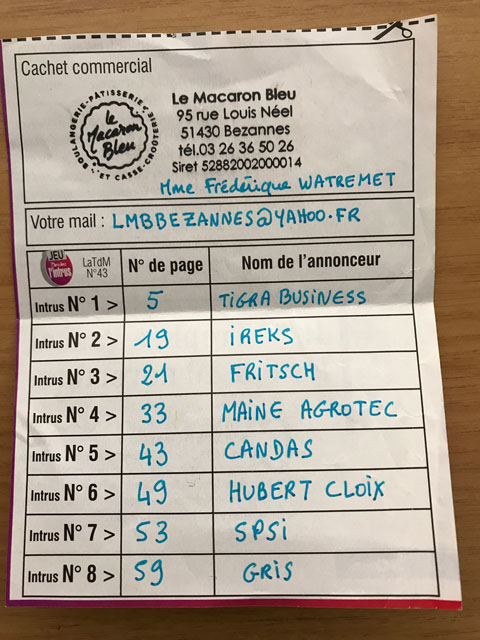 Cachet commercial
BOULANGERIE-PÂTISSERIE
le Macaron Bleu
ET CASSE-CROÛTERIE
Le Macaron Bleu
95 rue Louis Néel
51430 Bezannes
tél.03 26 36 50 26
Siret 52882002000014
Mme Frédérique WATREMET
Votre mail : LMBBEZANNES@YAHOO.FR
JEU l'intrus LaTdM N°43 N° de page Nom de l'annonceur
Intrus N° 1 > 5 TIGRA BUSINESS
Intrus N° 2 > 19 iREKS
Intrus N° 3 > 21 FRiTSCH
Intrus N° 4 > 33 MAiNE AGROTEC
Intrus N° 5 > 43 CANDAS
Intrus N° 6 > 49 HUBERT CLOiX
Intrus N° 7 > 53 SPSi
Intrus N° 8 > 59 GRiS